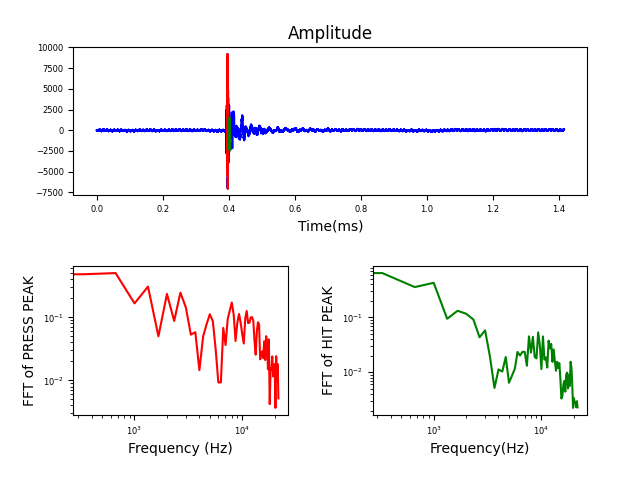 Amplitude
10000
7500
5000
2500
0
−2500
−5000
−7500
0.0 0.2 0.4 0.6 0.8 1.0 1.2 1.4
Time(ms)
FFT of PRESS PEAK
10⁻¹
10⁻²
10³ 10⁴
Frequency (Hz)
FFT of HIT PEAK
10⁻¹
10⁻²
10³ 10⁴
Frequency(Hz)